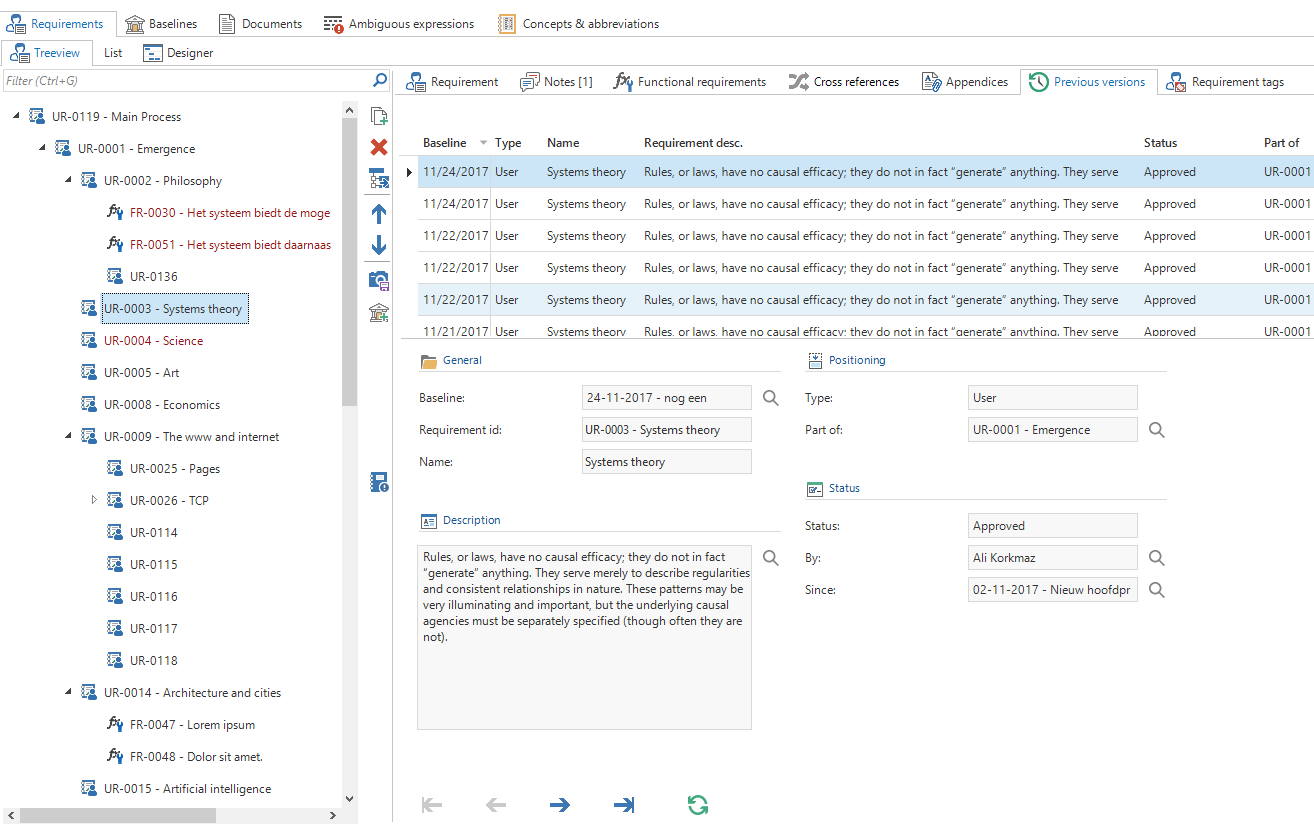 Requirements Baselines Documents Ambiguous expressions Concepts & abbreviations
Treeview List Designer
Filter (Ctrl+G)
UR-0119 - Main Process
UR-0001 - Emergence
UR-0002 - Philosophy
FR-0030 - Het systeem biedt de moge
FR-0051 - Het systeem biedt daarnaas
UR-0136
UR-0003 - Systems theory
UR-0004 - Science
UR-0005 - Art
UR-0008 - Economics
UR-0009 - The www and internet
UR-0025 - Pages
UR-0026 - TCP
UR-0114
UR-0115
UR-0116
UR-0117
UR-0118
UR-0014 - Architecture and cities
FR-0047 - Lorem ipsum
FR-0048 - Dolor sit amet.
UR-0015 - Artificial intelligence
Requirement Notes [1] Functional requirements Cross references Appendices Previous versions Requirement tags
Baseline Type Name Requirement desc. Status Part of
11/24/2017 User Systems theory Rules, or laws, have no causal efficacy; they do not in fact “generate” anything. They serve Approved UR-0001
11/24/2017 User Systems theory Rules, or laws, have no causal efficacy; they do not in fact “generate” anything. They serve Approved UR-0001
11/22/2017 User Systems theory Rules, or laws, have no causal efficacy; they do not in fact “generate” anything. They serve Approved UR-0001
11/22/2017 User Systems theory Rules, or laws, have no causal efficacy; they do not in fact “generate” anything. They serve Approved UR-0001
11/22/2017 User Systems theory Rules, or laws, have no causal efficacy; they do not in fact “generate” anything. They serve Approved UR-0001
11/21/2017 User Systems theory Rules, or laws, have no causal efficacy; they do not in fact “generate” anything. They serve Approved UR-0001
General
Baseline: 24-11-2017 - nog een
Requirement id: UR-0003 - Systems theory
Name: Systems theory
Positioning
Type: User
Part of: UR-0001 - Emergence
Description
Rules, or laws, have no causal efficacy; they do not in fact
“generate” anything. They serve merely to describe regularities
and consistent relationships in nature. These patterns may be
very illuminating and important, but the underlying causal
agencies must be separately specified (though often they are
not).
Status
Status: Approved
By: Ali Korkmaz
Since: 02-11-2017 - Nieuw hoofdpr